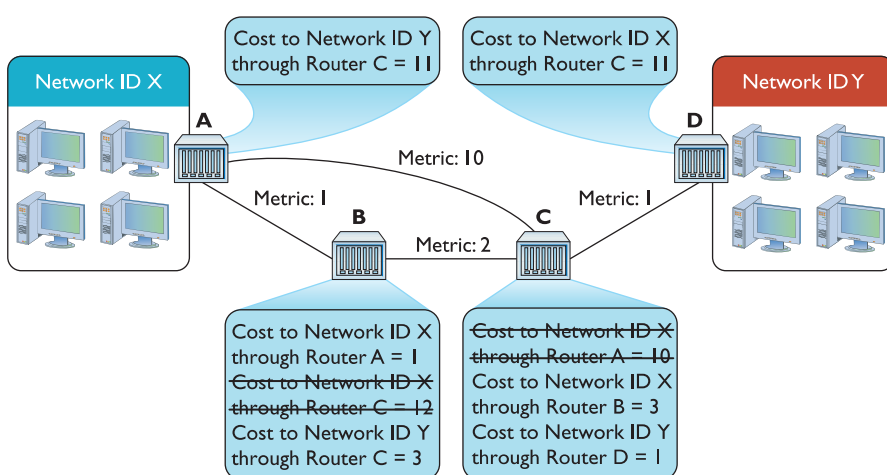 Cost to Network ID Y
through Router C = 11
Cost to Network ID X
through Router C = 11
Network ID X
Network ID Y
A
D
Metric: 10
Metric: 1
Metric: 1
B
C
Metric: 2
Cost to Network ID X
through Router A = 1
Cost to Network ID X
through Router C = 12
Cost to Network ID Y
through Router C = 3
Cost to Network ID X
through Router A = 10
Cost to Network ID X
through Router B = 3
Cost to Network ID Y
through Router D = 1